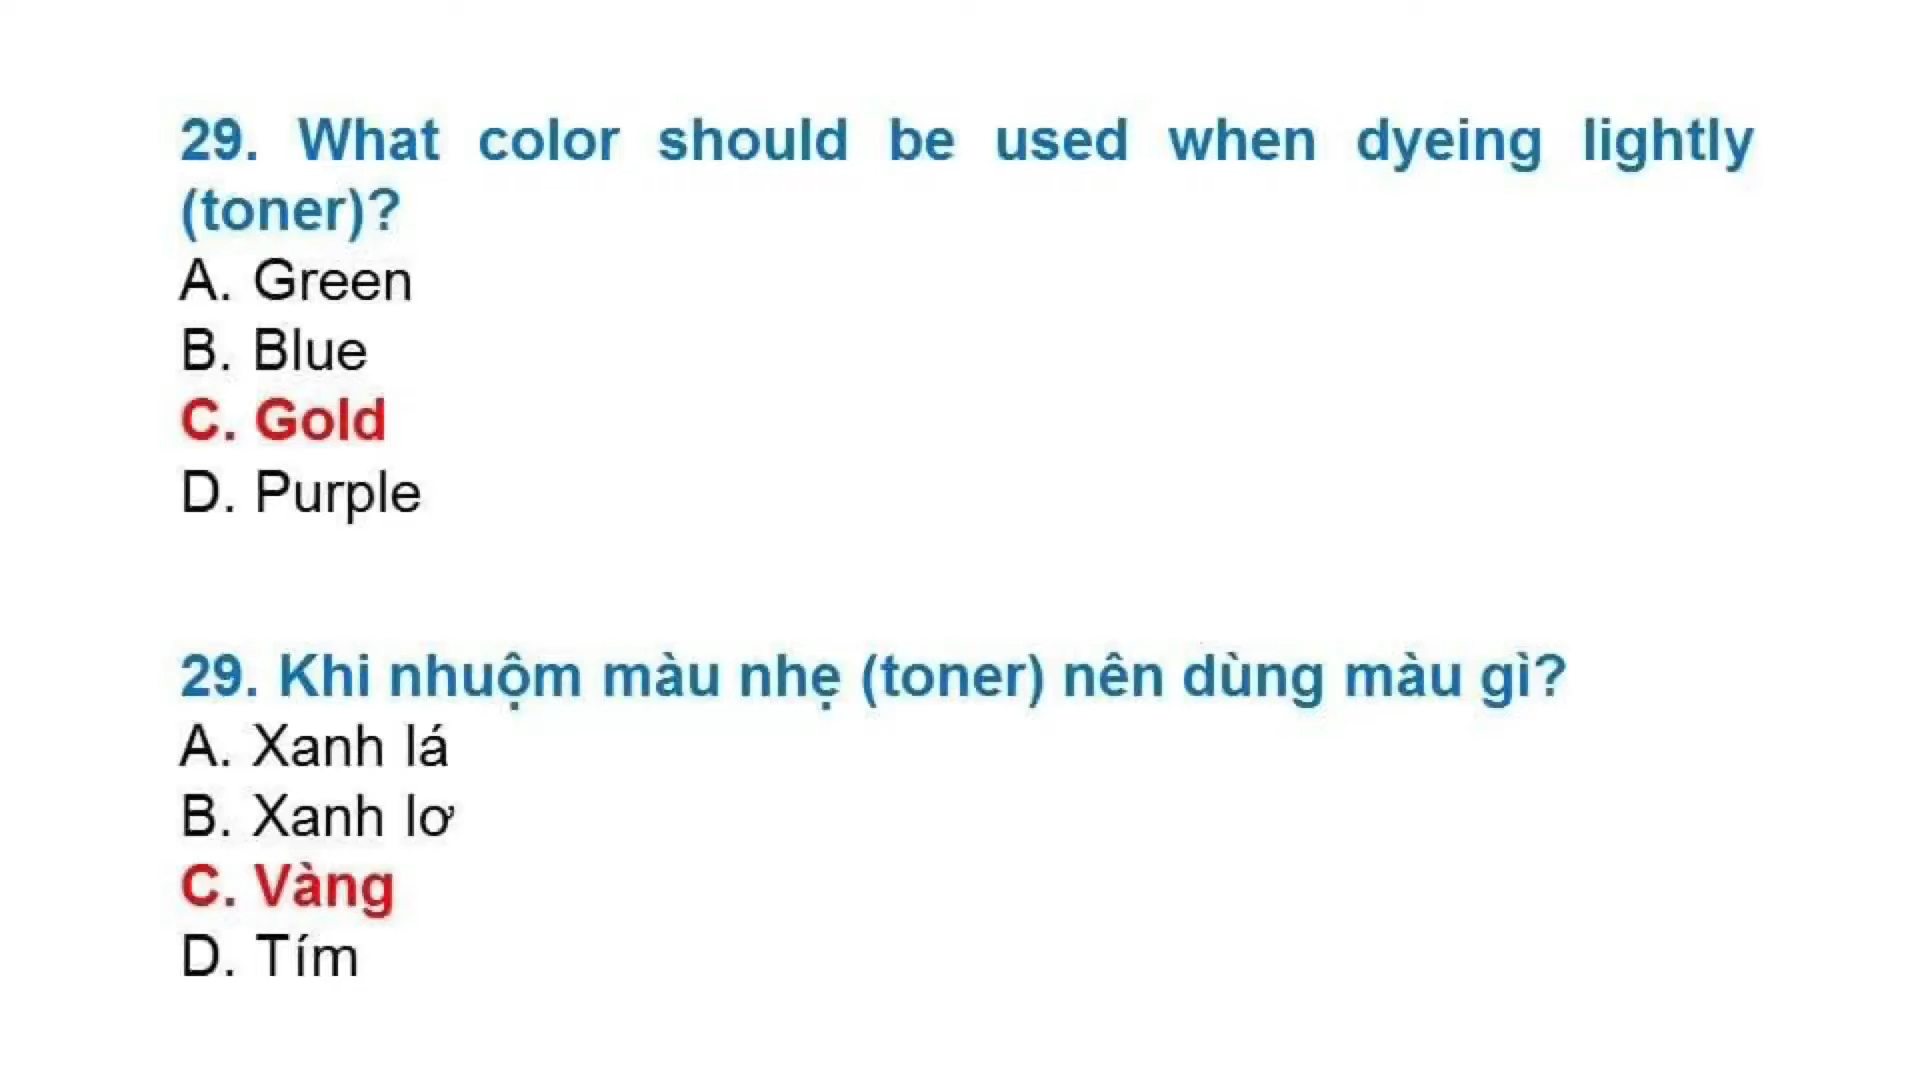 29. What color should be used when dyeing lightly
(toner)?
A. Green
B. Blue
C. Gold
D. Purple
29. Khi nhuộm màu nhẹ (toner) nên dùng màu gì?
A. Xanh lá
B. Xanh lơ
C. Vàng
D. Tím